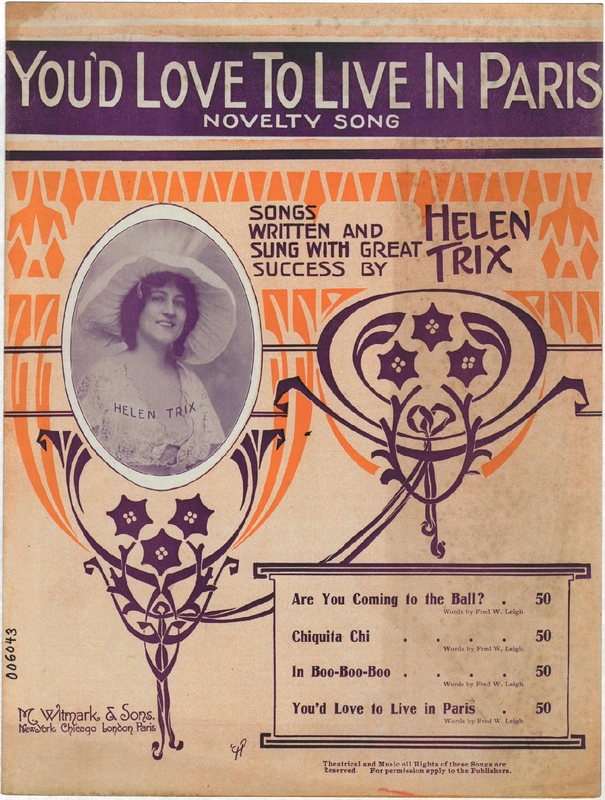 YOU'D LOVE TO LIVE IN PARIS
NOVELTY SONG
SONGS
WRITTEN AND
SUNG WITH GREAT
SUCCESS BY
HELEN
TRIX
HELEN TRIX
Are You Coming to the Ball? . 50
Words by Fred W. Leigh.
Chiquita Chi . . . . 50
Words by Fred W. Leigh.
In Boo-Boo-Boo . . . . 50
Words by Fred W. Leigh.
You'd Love to Live in Paris . 50
Words by Fred W. Leigh.
006043
M. Witmark & Sons.
New York Chicago London Paris
Theatrical and Music all Rights of these Songs are
Reserved For permission apply to the Publishers.